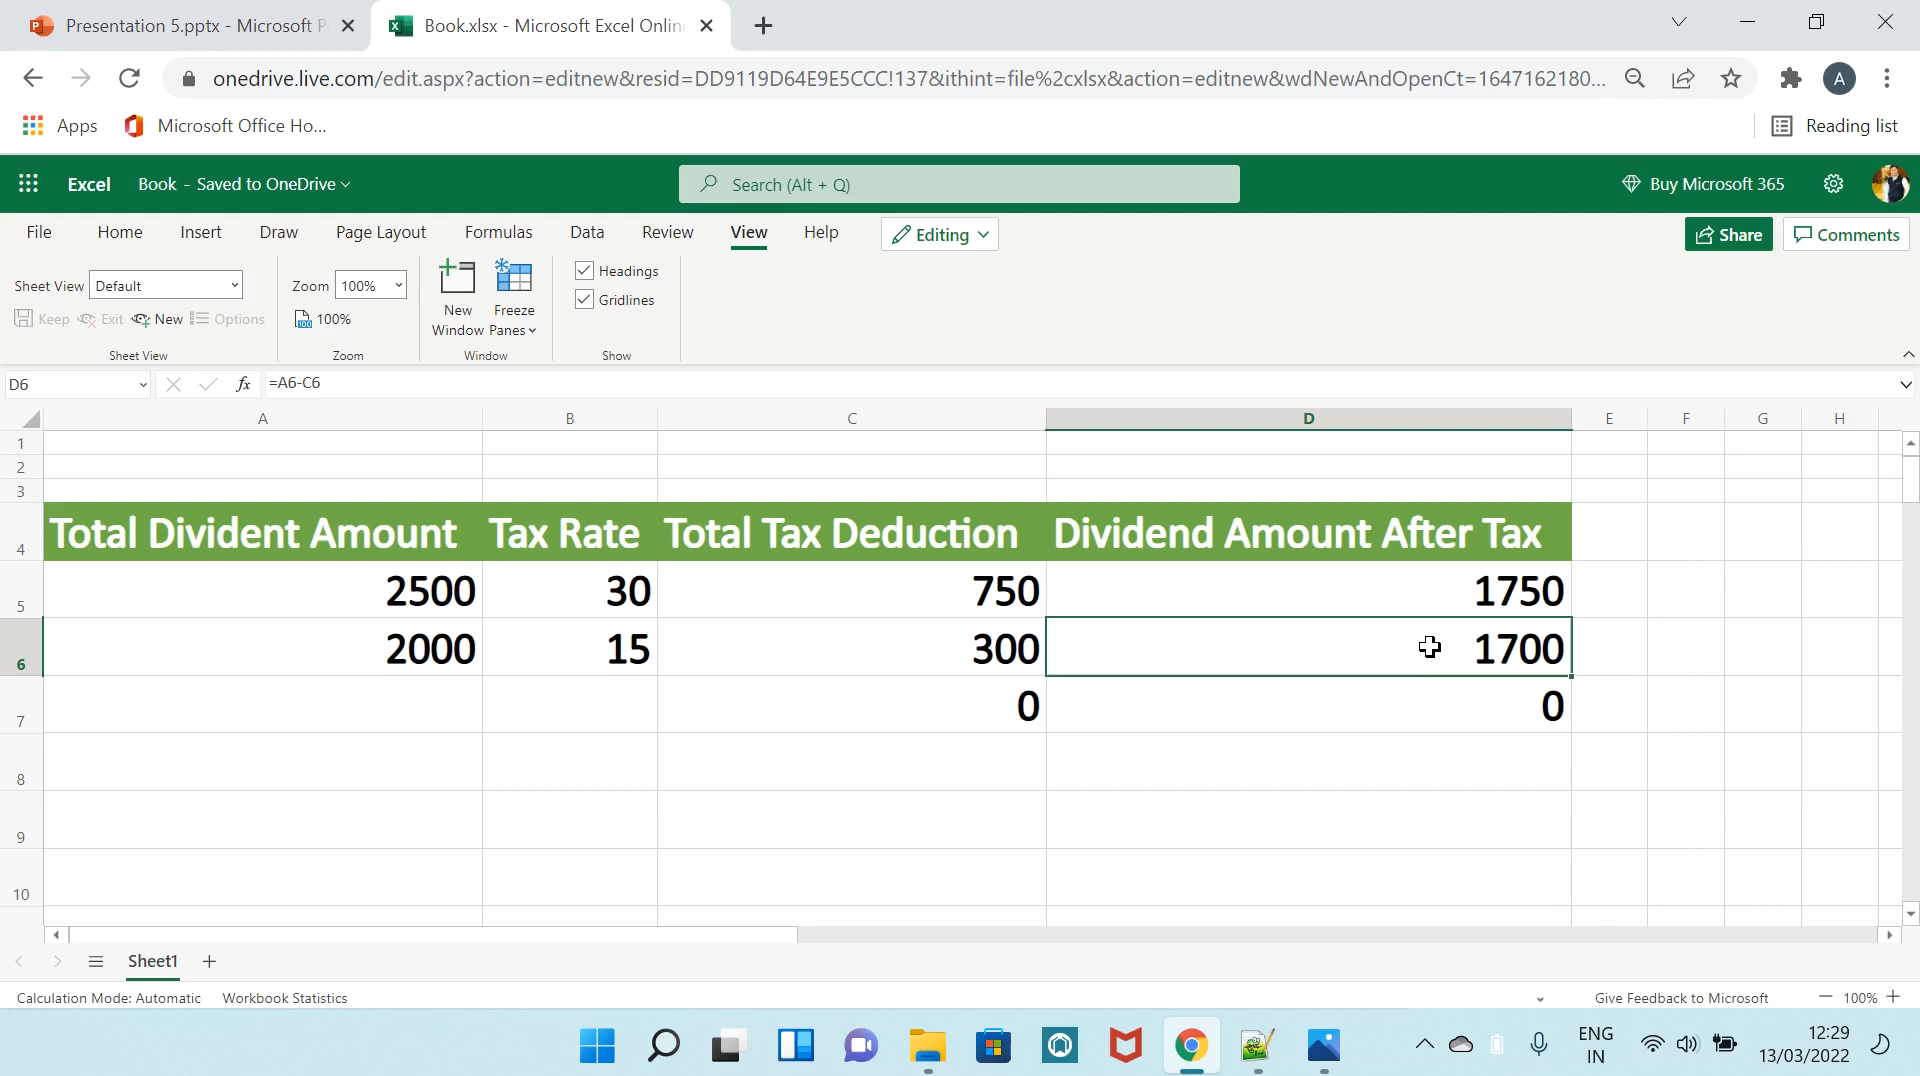 Presentation 5.pptx - Microsoft P
Book.xlsx - Microsoft Excel Online
onedrive.live.com/edit.aspx?action=editnew&resid=DD9119D64E9E5CCC!137&ithint=file%2cxlsx&action=editnew&wdNewAndOpenCt=1647162180...
A
Apps
Microsoft Office Ho...
Reading list
Excel
Book - Saved to OneDrive
Search (Alt + Q)
Buy Microsoft 365
File Home Insert Draw Page Layout Formulas Data Review View Help
Editing
Share
Comments
Sheet View Default
Zoom 100%
New Window
Freeze Panes
Headings
Gridlines
Keep Exit New Options
100%
Sheet View
Zoom
Window
Show
D6
fx
=A6-C6
A B C D E F G H
1
2
3
4 Total Divident Amount Tax Rate Total Tax Deduction Dividend Amount After Tax
5 2500 30 750 1750
6 2000 15 300 1700
7 0 0
8
9
10
Sheet1
Calculation Mode: Automatic Workbook Statistics
Give Feedback to Microsoft
100%
ENG
IN
12:29
13/03/2022